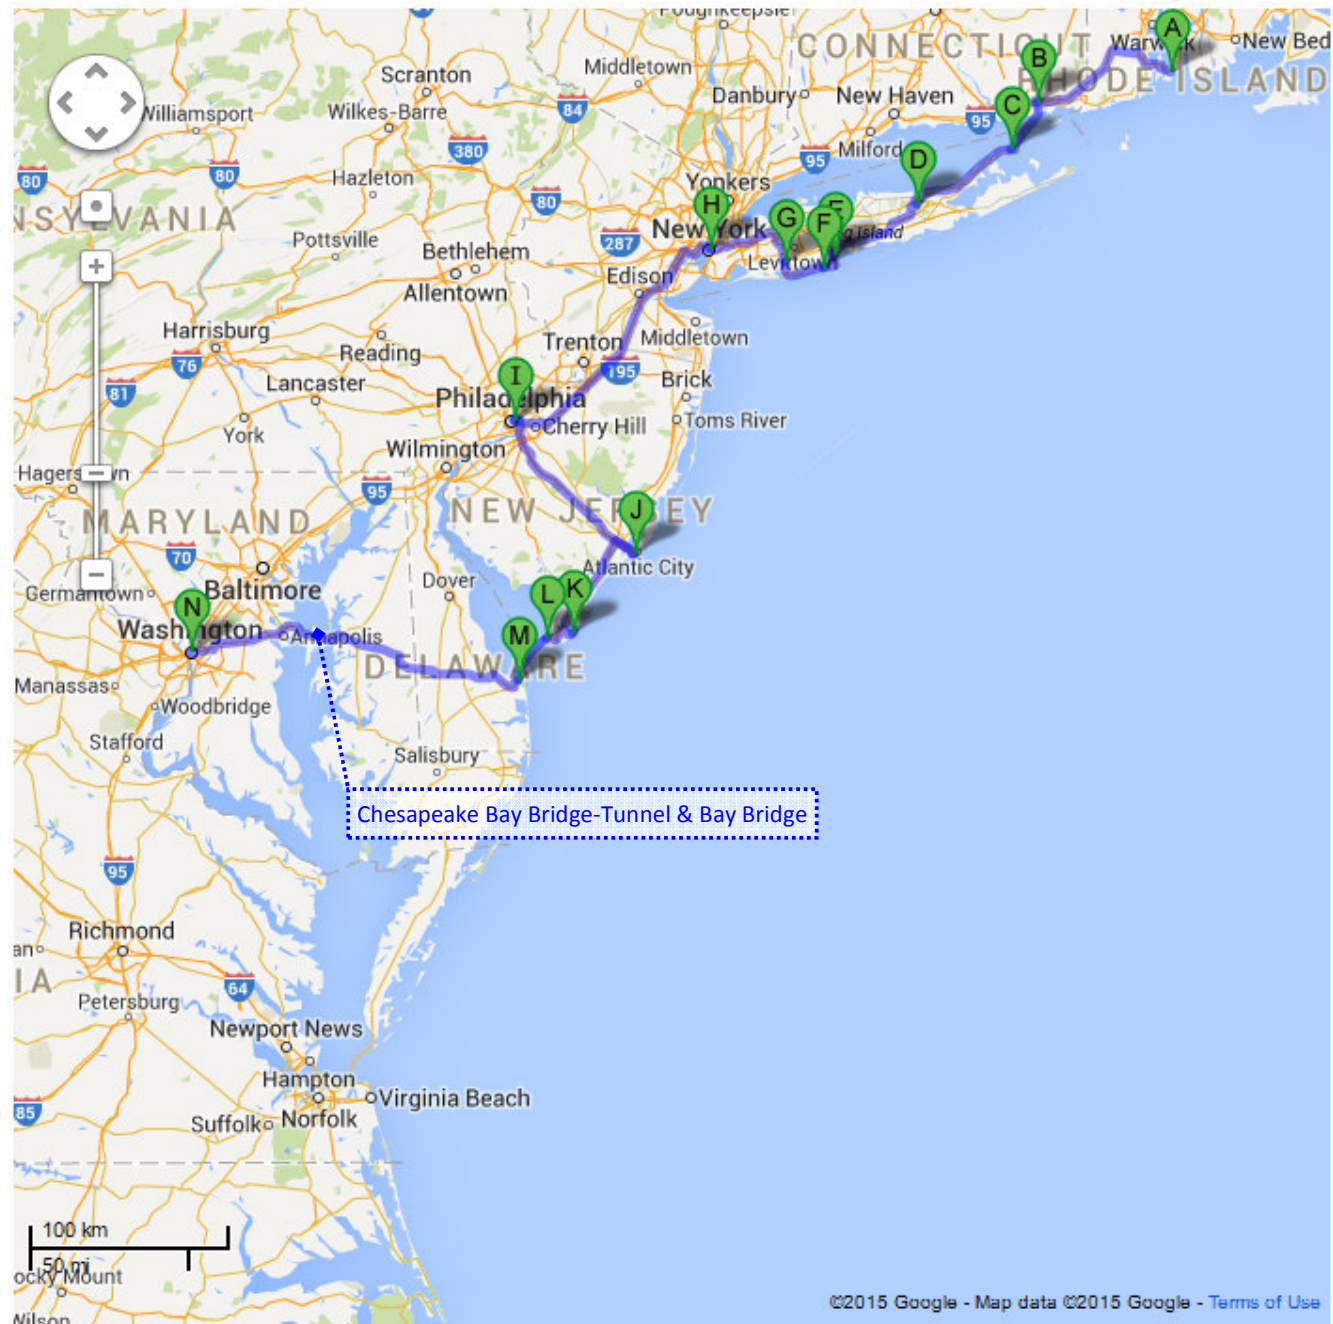 Poughkeepsie
CONNECTICUT
Warwick
New Bed
A
B
RHODE ISLAND
Scranton
Middletown
Danbury
New Haven
C
Williamsport
Wilkes-Barre
84
95
380
Milford
95
D
80
80
Hazleton
Yonkers
80
NSYLVANIA
H
G
E
F
New York
Island
Pottsville
287
Bethlehem
Levittown
Edison
Allentown
Harrisburg
Trenton
Middletown
Reading
76
195
I
Brick
81
Lancaster
Philadelphia
Toms River
Cherry Hill
York
Wilmington
Hagerstown
95
NEW JERSEY
J
MARYLAND
70
Atlantic City
Dover
Germantown
Baltimore
L
K
N
Washington
Annapolis
M
DELAWARE
Manassas
Woodbridge
Stafford
Salisbury
Chesapeake Bay Bridge-Tunnel & Bay Bridge
95
Richmond
an
IA
64
Petersburg
Newport News
Hampton
Virginia Beach
85
Suffolk
Norfolk
100 km
50 mi
ocky Mount
©2015 Google - Map data ©2015 Google - Terms of Use
Wilson